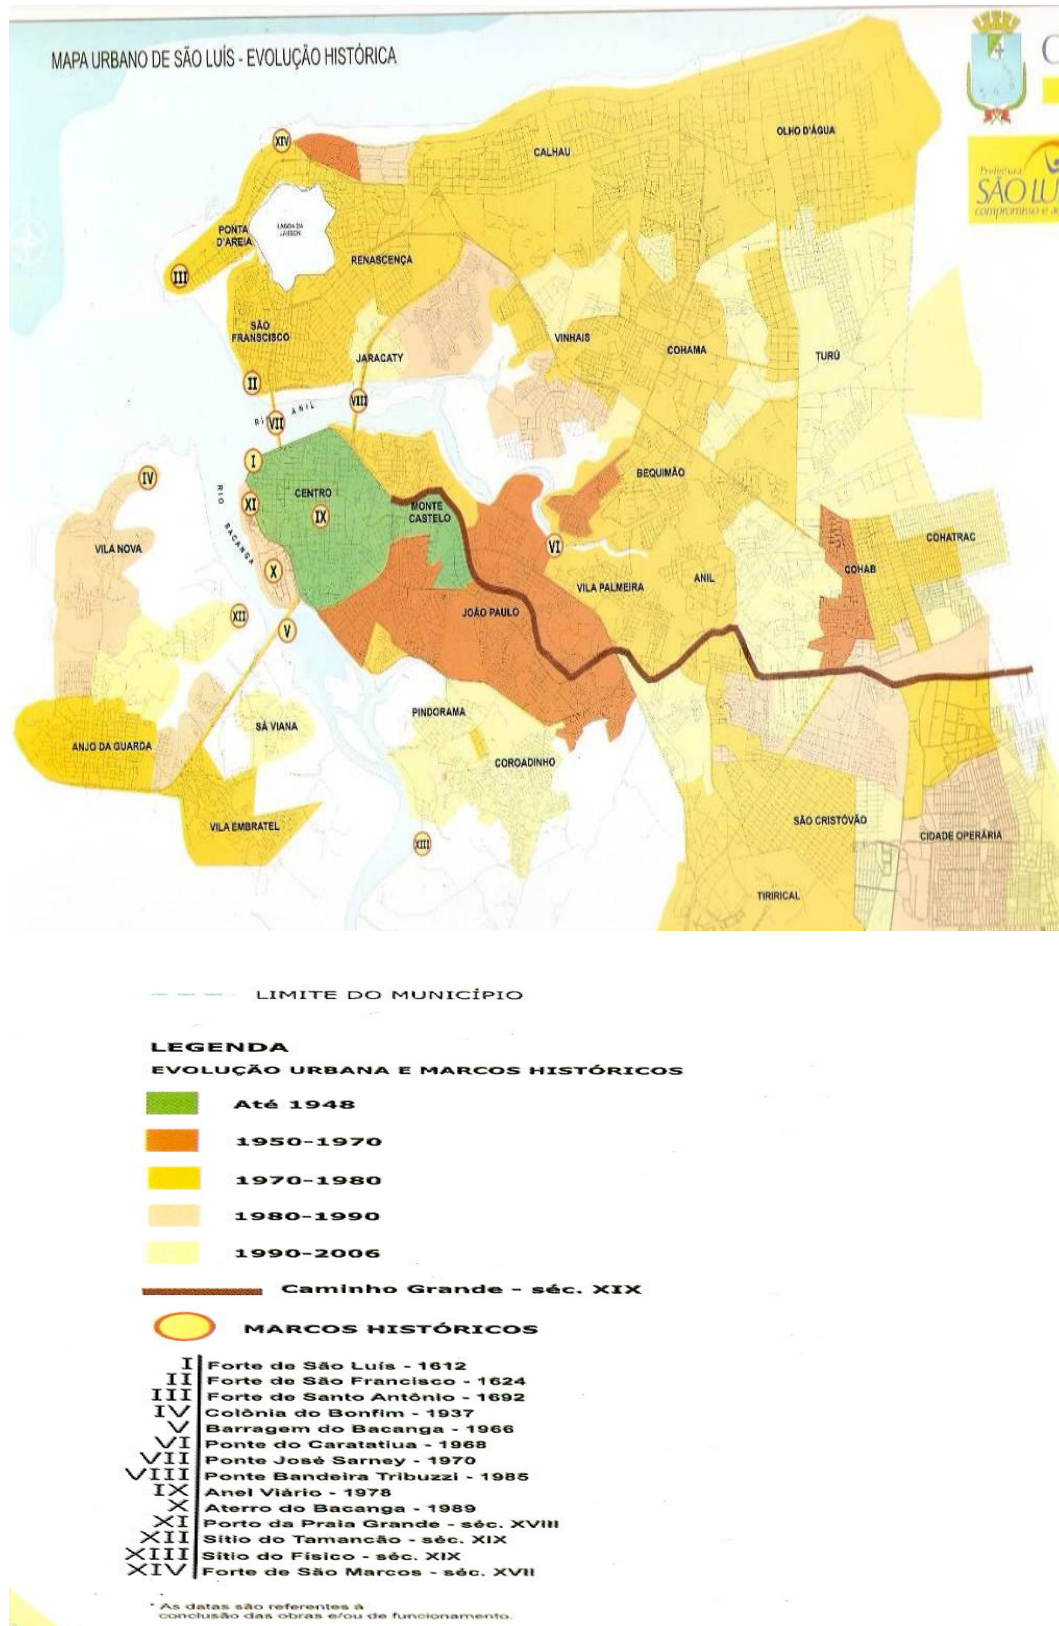 MAPA URBANO DE SÃO LUÍS - EVOLUÇÃO HISTÓRICA
OLHO D'ÁGUA
XIV
CALHAU
Prefeitura
SÃO LU
compromisso e
PONTA
D'AREIA
LAGOA DA
JANSEN
RENASCENÇA
III
SÃO
FRANSCISCO
JARACATY
VINHAIS
COHAMA
TURÚ
II
VIII
RIO ANIL
VII
I
BEQUIMÃO
IV
CENTRO
XI
IX
MONTE
CASTELO
RIO BACANGA
VILA NOVA
VI
COHATRAC
X
COHAB
VILA PALMEIRA
ANIL
XII
JOÃO PAULO
V
PINDORAMA
SÁ VIANA
ANJO DA GUARDA
COROADINHO
VILA EMBRATEL
SÃO CRISTÓVÃO
CIDADE OPERÁRIA
XIII
TIRIRICAL
LIMITE DO MUNICÍPIO
LEGENDA
EVOLUÇÃO URBANA E MARCOS HISTÓRICOS
Até 1948
1950-1970
1970-1980
1980-1990
1990-2006
Caminho Grande - séc. XIX
MARCOS HISTÓRICOS
I Forte de São Luís - 1612
II Forte de São Francisco - 1624
III Forte de Santo Antônio - 1692
IV Colônia do Bonfim - 1937
V Barragem do Bacanga - 1966
VI Ponte do Caratatiua - 1968
VII Ponte José Sarney - 1970
VIII Ponte Bandeira Tribuzzi - 1985
IX Anel Viário - 1978
X Aterro do Bacanga - 1989
XI Porto da Praia Grande - séc. XVIII
XII Sítio do Tamancão - séc. XIX
XIII Sítio do Físico - séc. XIX
XIV Forte de São Marcos - séc. XVII
* As datas são referentes à
conclusão das obras e/ou de funcionamento.